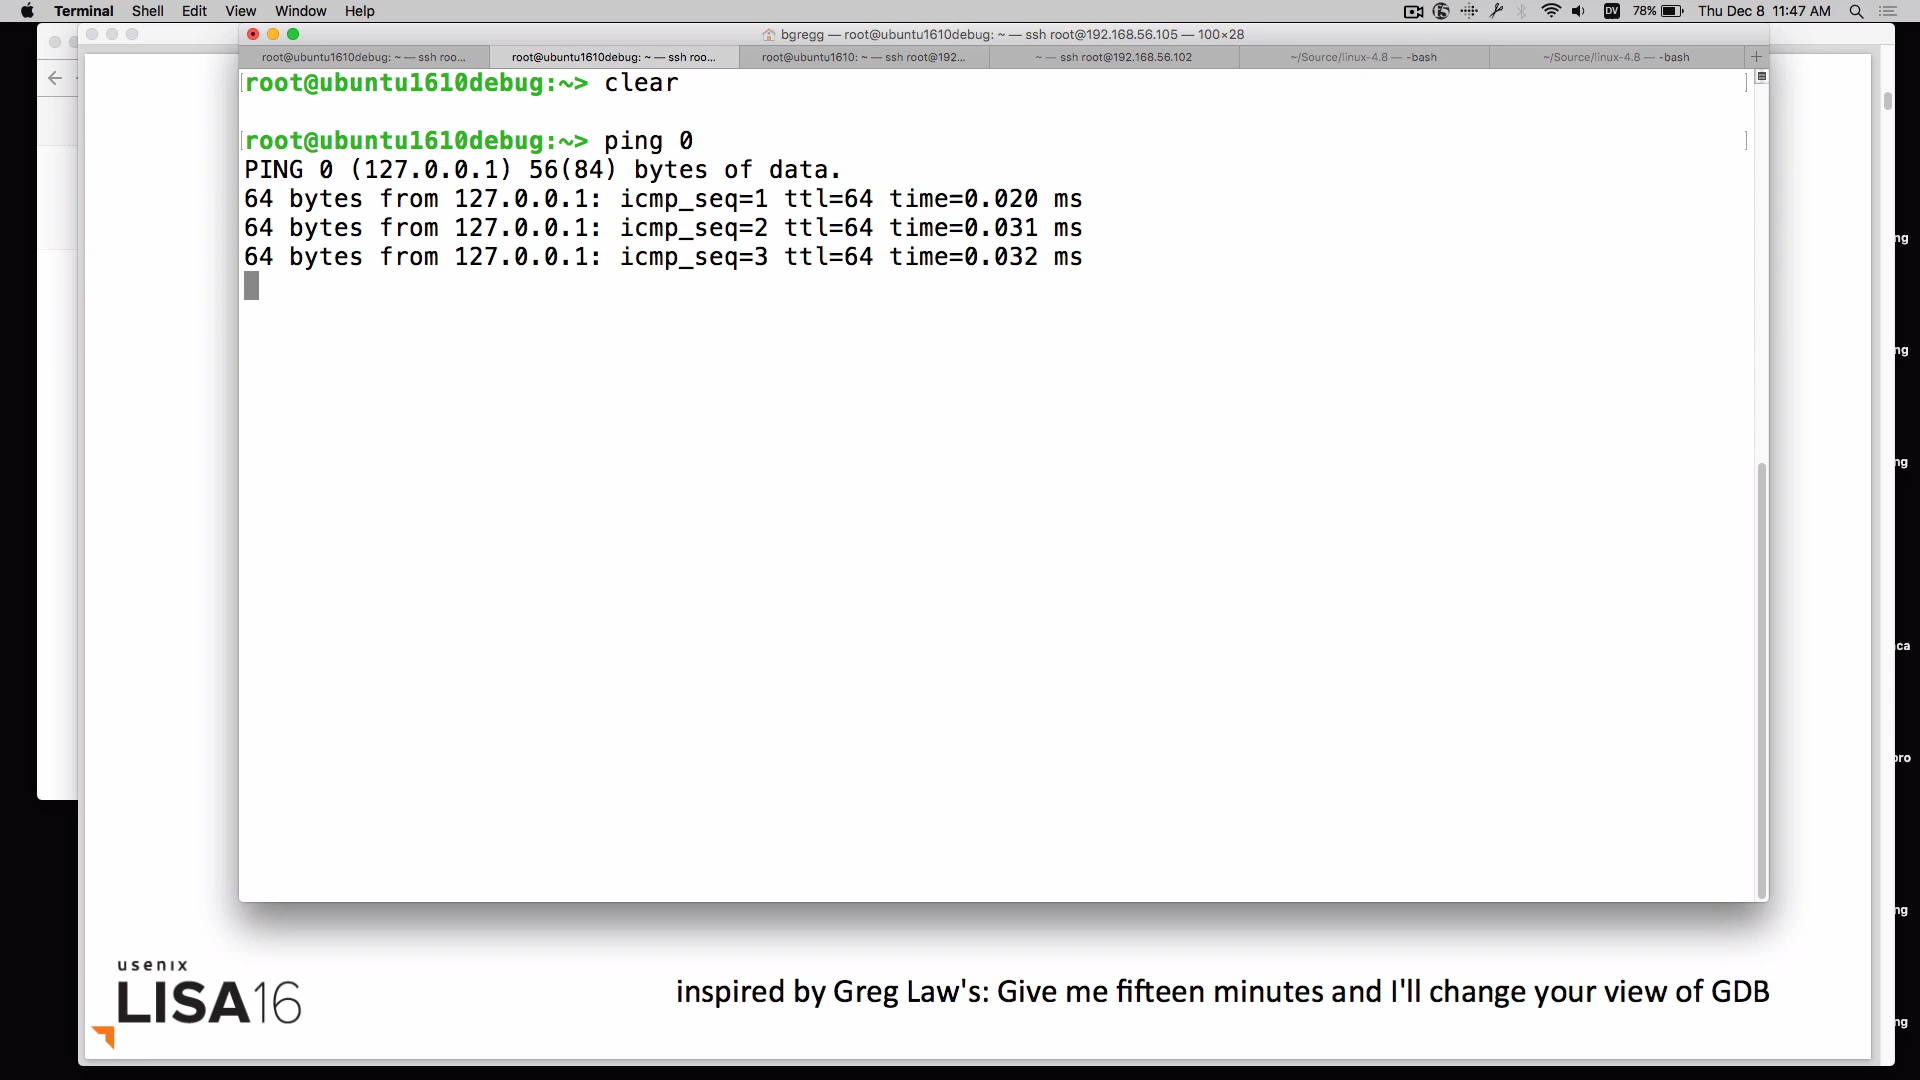 Terminal Shell Edit View Window Help
DV 78% Thu Dec 8 11:47 AM
bgregg — root@ubuntu1610debug: ~ — ssh root@192.168.56.105 — 100×28
root@ubuntu1610debug: ~ — ssh roo... root@ubuntu1610debug: ~ — ssh roo... root@ubuntu1610: ~ — ssh root@192... ~ — ssh root@192.168.56.102 ~/Source/linux-4.8 — -bash ~/Source/linux-4.8 — -bash
root@ubuntu1610debug:~> clear
root@ubuntu1610debug:~> ping 0
PING 0 (127.0.0.1) 56(84) bytes of data.
64 bytes from 127.0.0.1: icmp_seq=1 ttl=64 time=0.020 ms
64 bytes from 127.0.0.1: icmp_seq=2 ttl=64 time=0.031 ms
64 bytes from 127.0.0.1: icmp_seq=3 ttl=64 time=0.032 ms
usenix
LISA16
inspired by Greg Law's: Give me fifteen minutes and I'll change your view of GDB